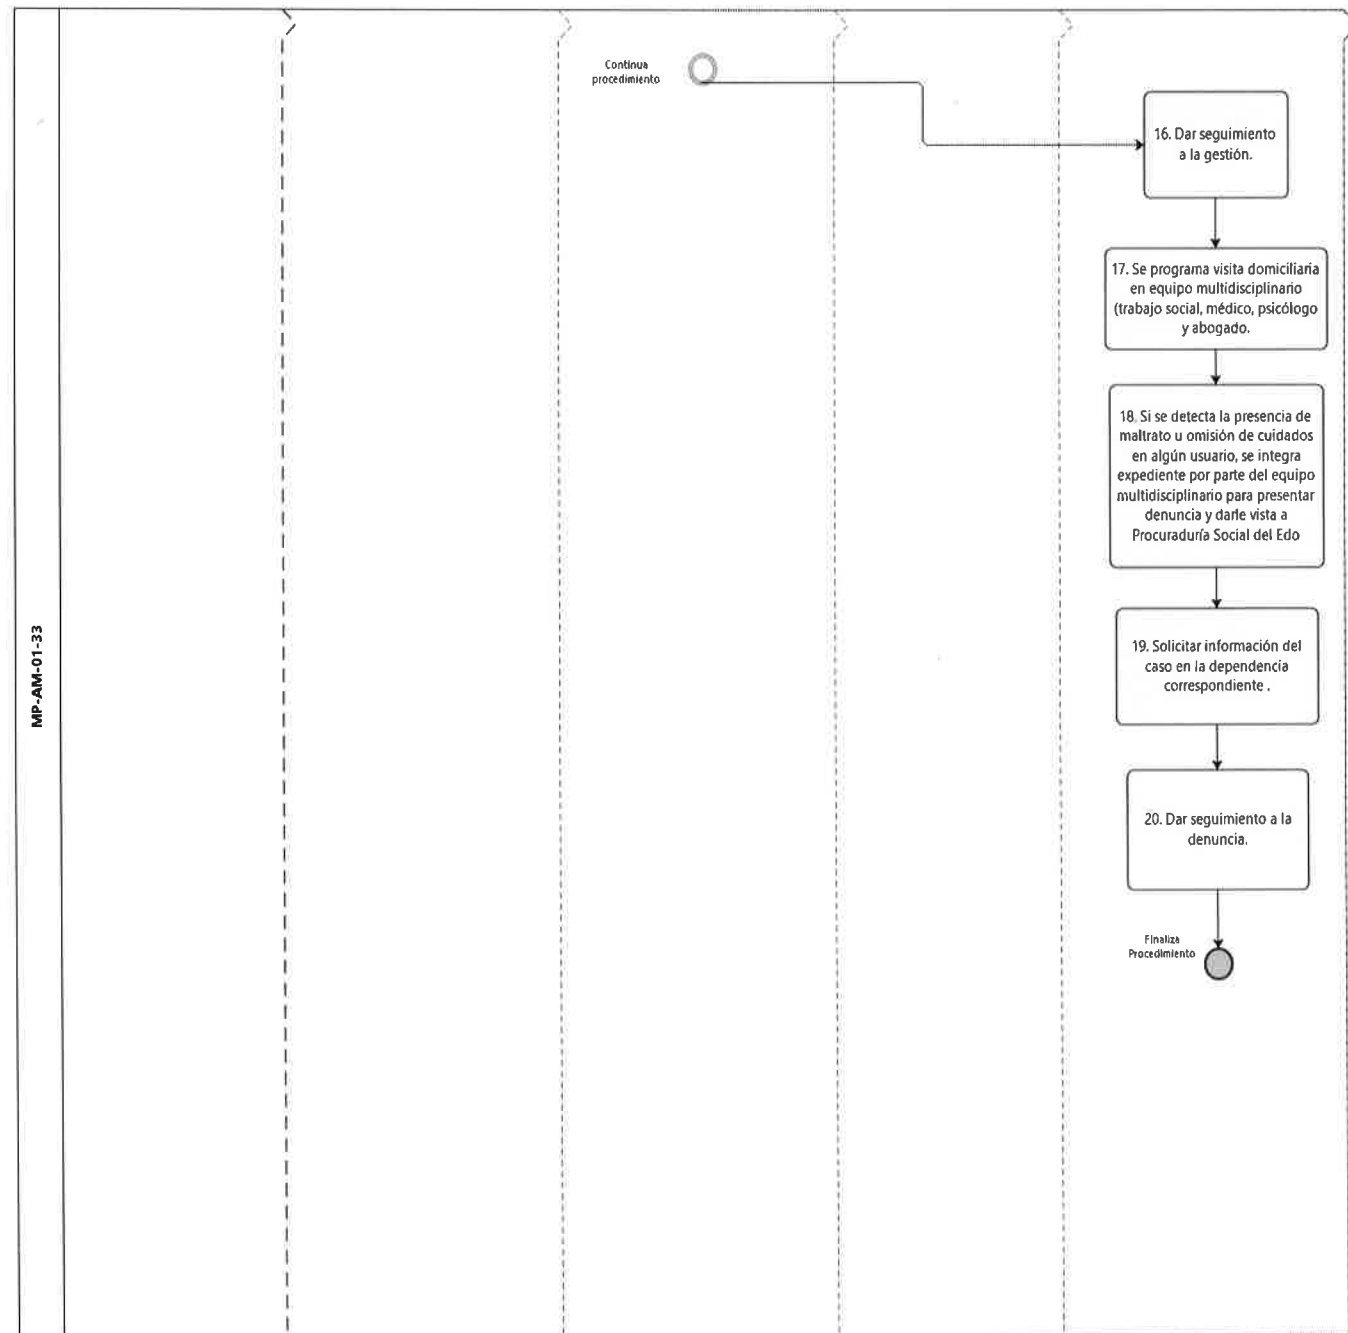 MP-AM-01-33
Continua
procedimiento
16. Dar seguimiento
a la gestión.
17. Se programa visita domiciliaria
en equipo multidisciplinario
(trabajo social, médico, psicólogo
y abogado.
18. Si se detecta la presencia de
maltrato u omisión de cuidados
en algún usuario, se integra
expediente por parte del equipo
multidisciplinario para presentar
denuncia y darle vista a
Procuraduría Social del Edo
19. Solicitar información del
caso en la dependencia
correspondiente .
20. Dar seguimiento a la
denuncia.
Finaliza
Procedimiento